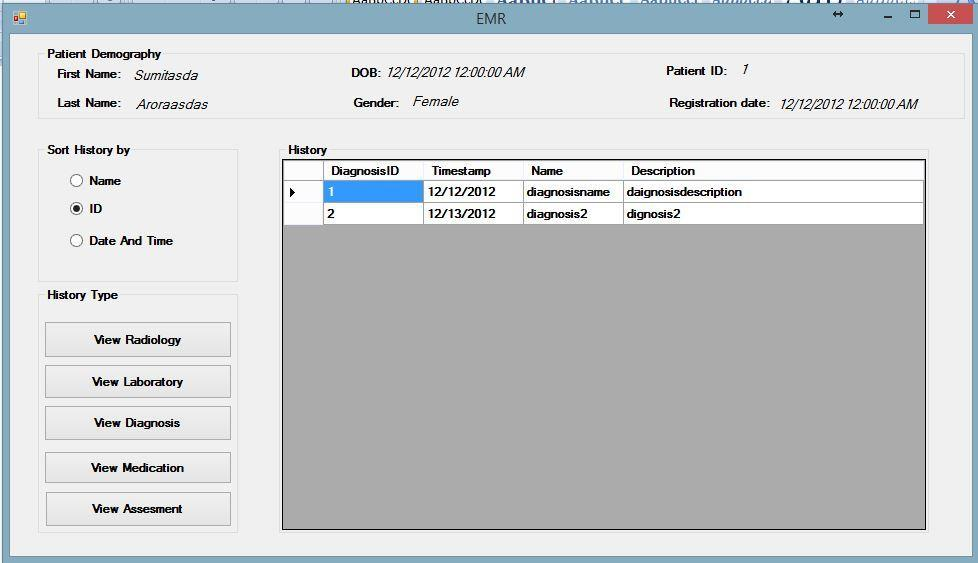 EMR
Patient Demography
First Name: Sumitasda DOB: 12/12/2012 12:00:00 AM Patient ID: 1
Last Name: Aroraasdas Gender: Female Registration date: 12/12/2012 12:00:00 AM
Sort History by
Name
ID
Date And Time
History Type
View Radiology
View Laboratory
View Diagnosis
View Medication
View Assesment
History
DiagnosisID Timestamp Name Description
1 12/12/2012 diagnosisname daignosisdescription
2 12/13/2012 diagnosis2 dignosis2